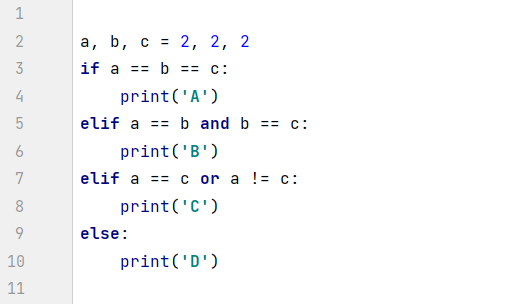 1
2 a, b, c = 2, 2, 2
3 if a == b == c:
4     print('A')
5 elif a == b and b == c:
6     print('B')
7 elif a == c or a != c:
8     print('C')
9 else:
10     print('D')
11